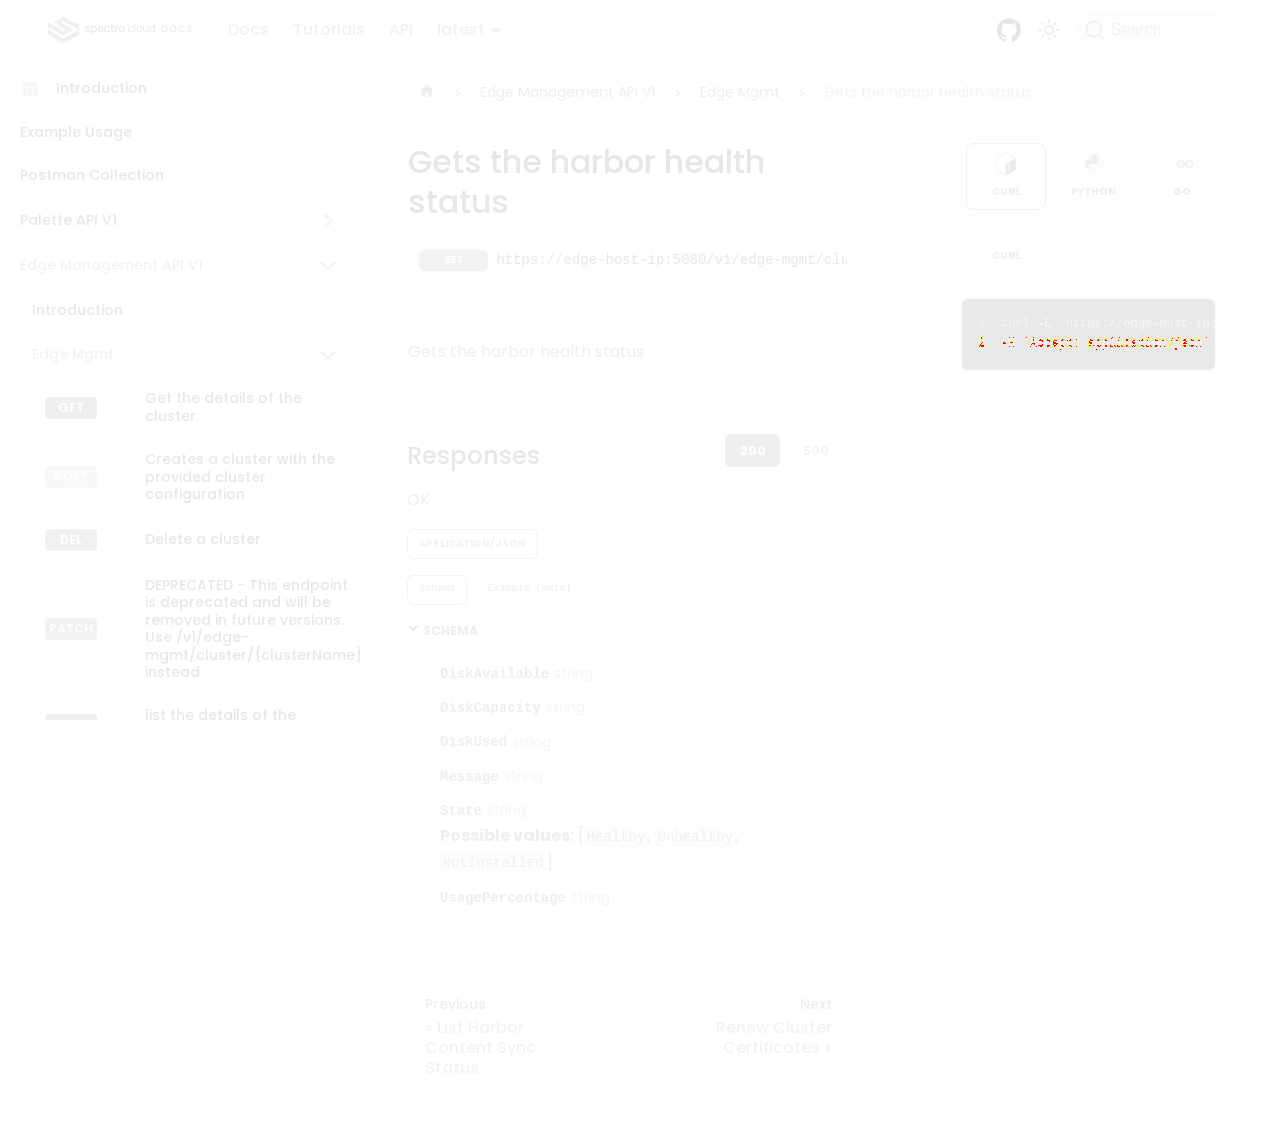 spectro cloud DOCS
Docs
Tutorials
API
latest
Search
Introduction
Example Usage
Postman Collection
Palette API V1
Edge Management API V1
Introduction
Edge Mgmt
GET
Get the details of the
cluster.
POST
Creates a cluster with the
provided cluster
configuration
DEL
Delete a cluster
PATCH
DEPRECATED - This endpoint
is deprecated and will be
removed in future versions.
Use /v1/edge-
mgmt/cluster/{clusterName}
instead
list the details of the
Edge Management API V1
Edge Mgmt
Gets the harbor health status
Gets the harbor health
status
GET
https://edge-host-ip:5080/v1/edge-mgmt/clu
Gets the harbor health status
Responses
200
500
OK
APPLICATION/JSON
Schema
Example (auto)
SCHEMA
DiskAvailable string
DiskCapacity string
DiskUsed string
Message string
State string
Possible values: [Healthy, Unhealthy,
NotInstalled]
UsagePercentage string
Previous
« List Harbor
Content Sync
Status
Next
Renew Cluster
Certificates »
CURL
PYTHON
GO
CURL
1 curl -L 'https://edge-host-ip:
2 -H 'Accept: application/json'